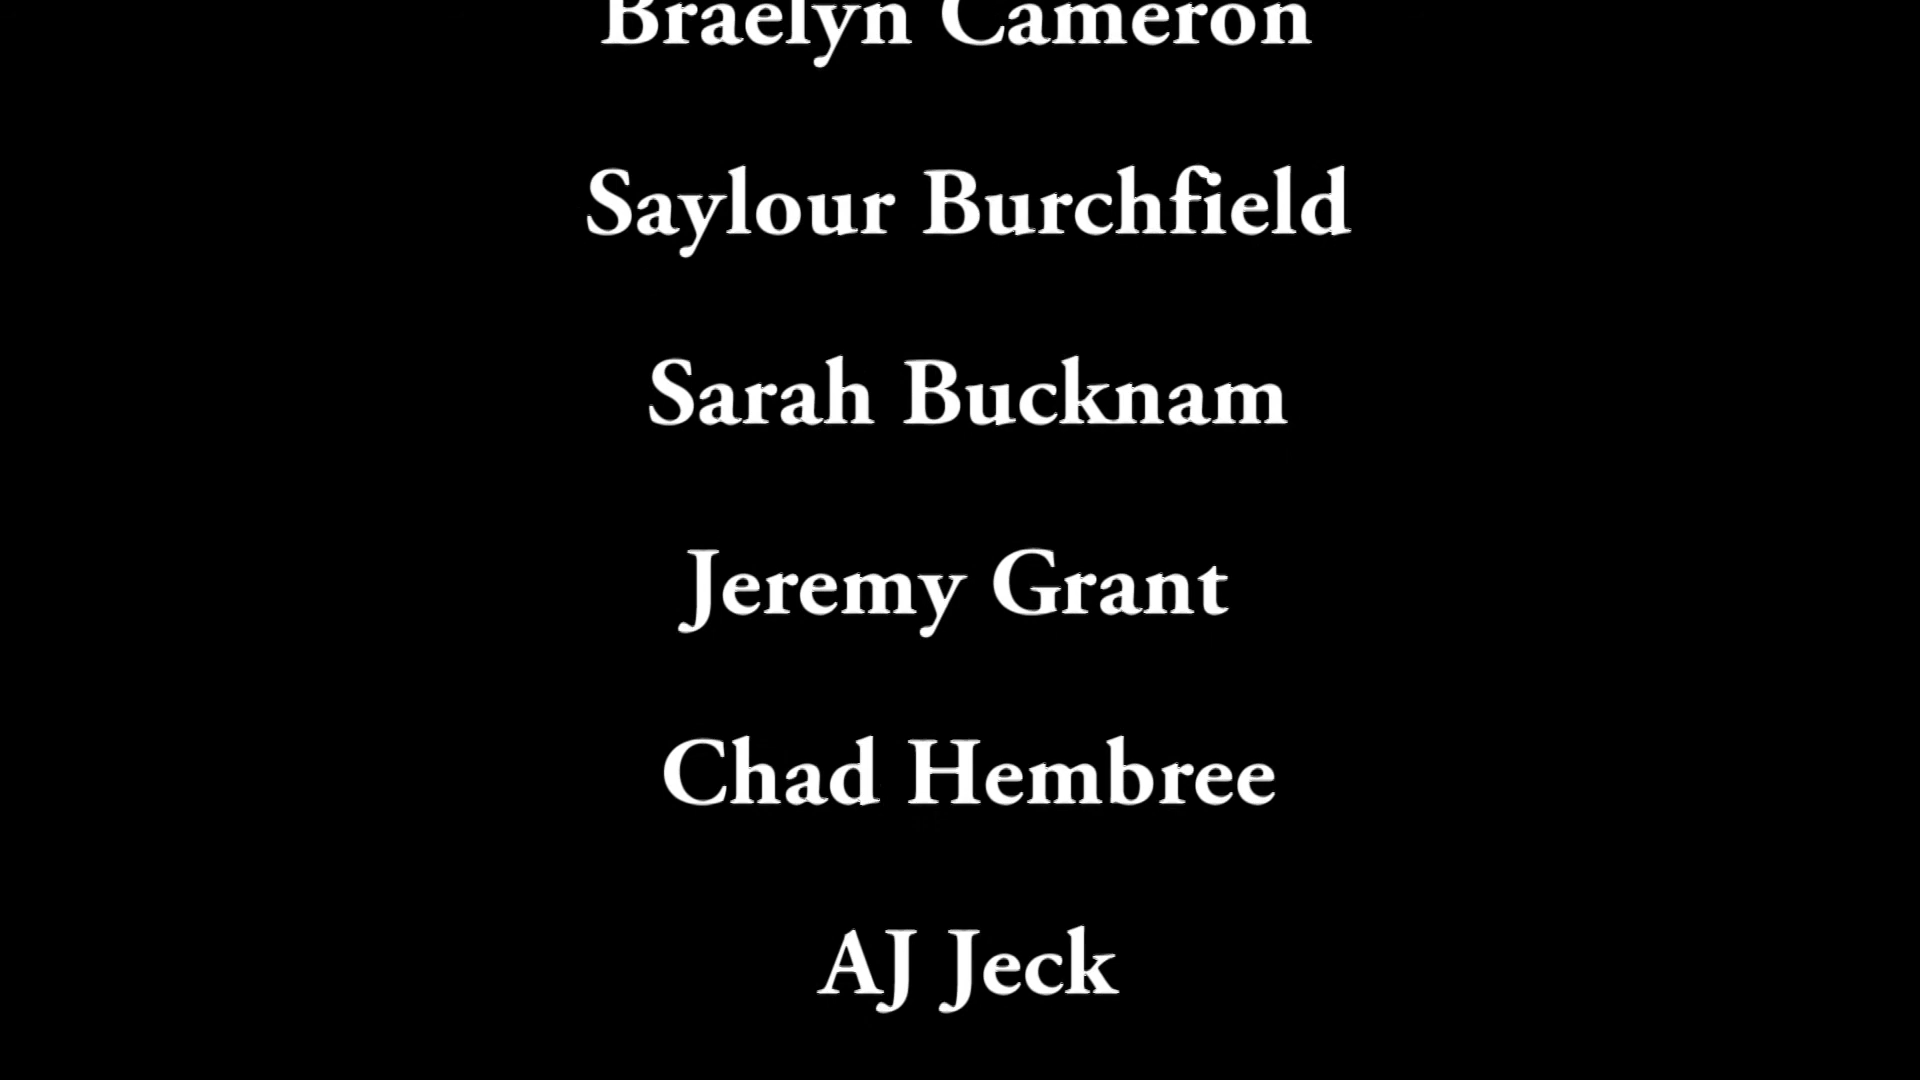 Braelyn Cameron
Saylour Burchfield
Sarah Bucknam
Jeremy Grant
Chad Hembree
AJ Jeck